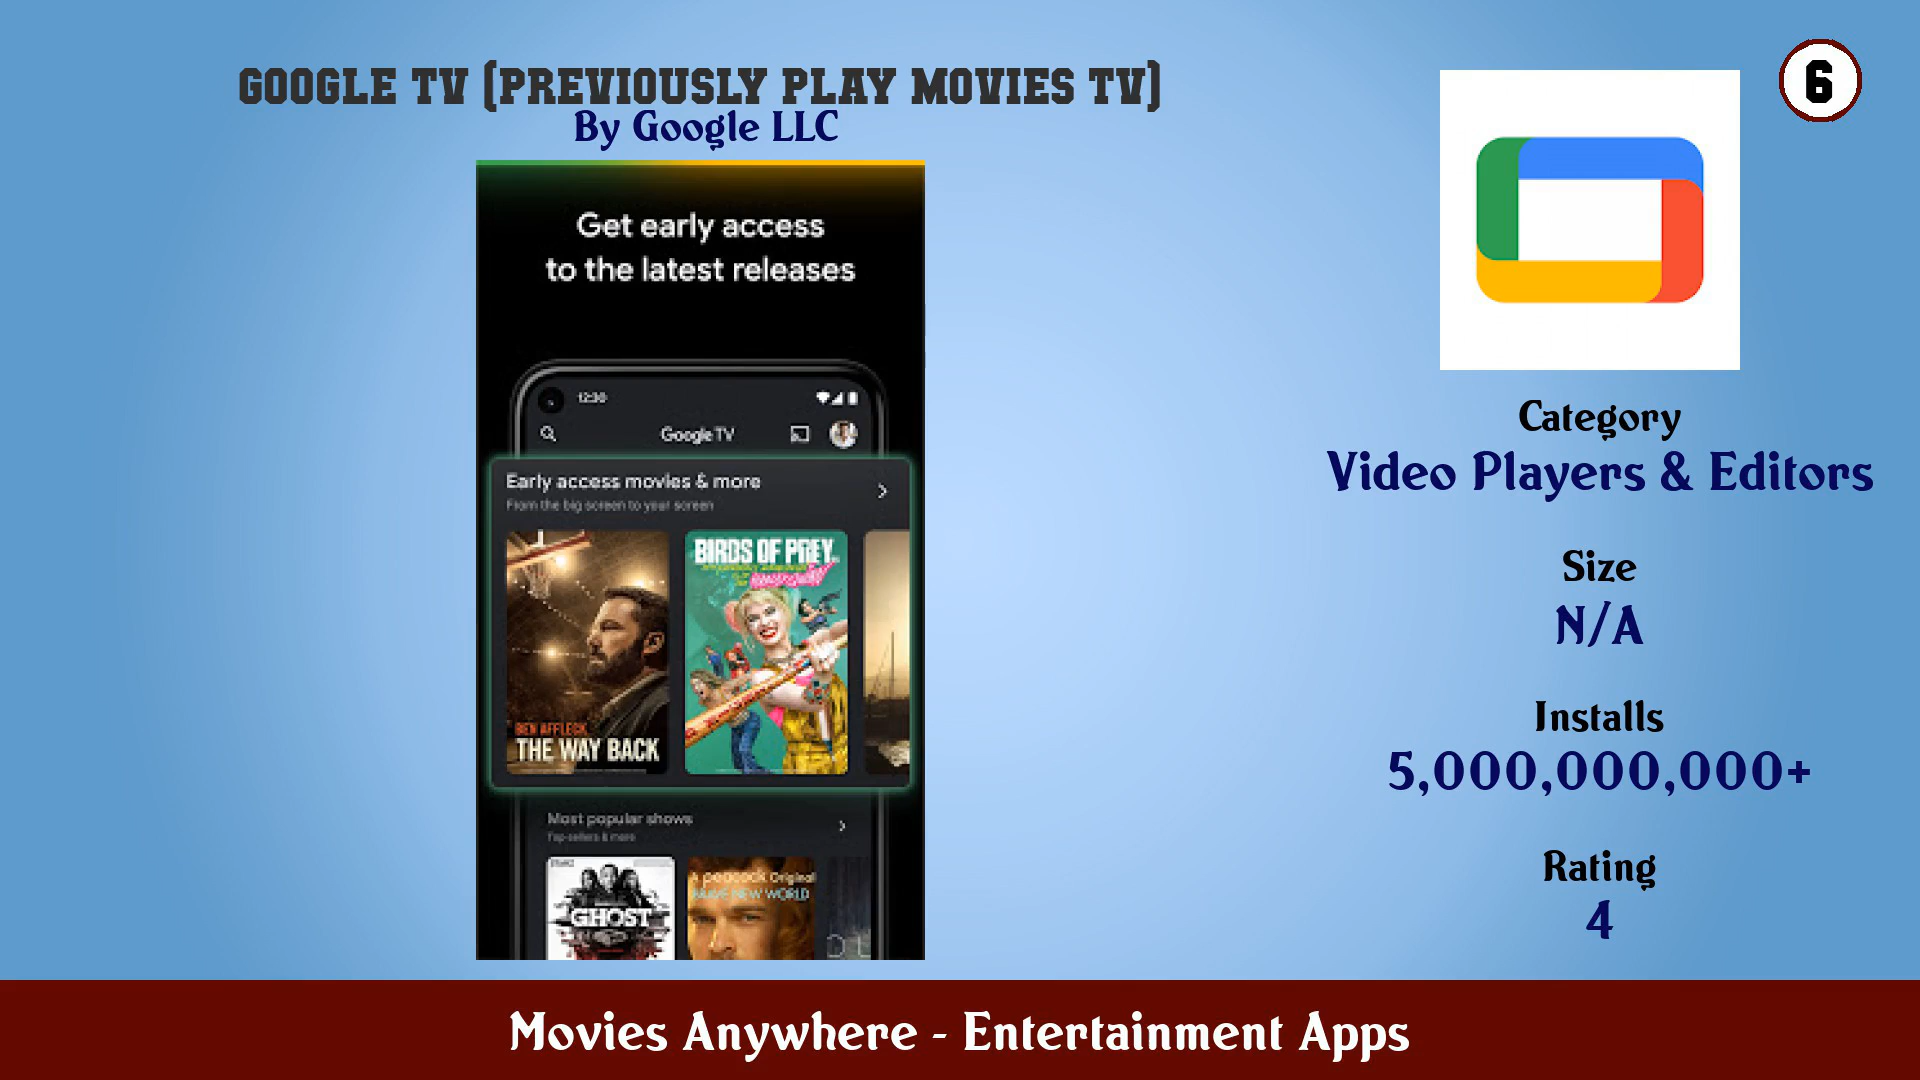 GOOGLE TV (PREVIOUSLY PLAY MOVIES TV)
By Google LLC
6
Get early access
to the latest releases
12:30
Google TV
Early access movies & more
From the big screen to your screen
BIRDS OF PREY
BEN AFFLECK
THE WAY BACK
Most popular shows
Top-sellers & more
GHOST
A peacock Original
BRAVE NEW WORLD
Category
Video Players & Editors
Size
N/A
Installs
5,000,000,000+
Rating
4
Movies Anywhere - Entertainment Apps